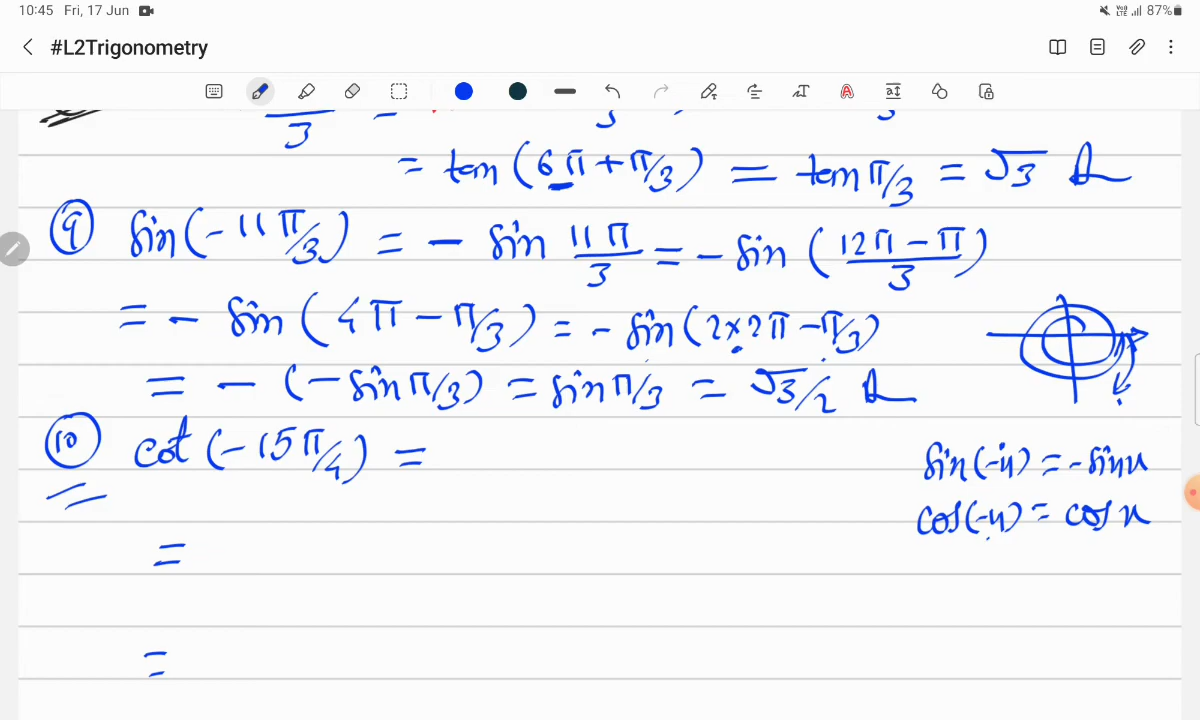 10:45 Fri, 17 Jun 87%
#L2Trigonometry
3 = 3
= tan (6π + π/3) = tan π/3 = √3
⑨ sin(-11π/3) = - sin 11π/3 = - sin (12π - π/3)
= - sin (4π - π/3) = - sin (2×2π - π/3)
= - (- sin π/3) = sin π/3 = √3/2
⑩ cot (-15π/4) =
sin(-x) = - sin x
cos(-x) = cos x
=
=